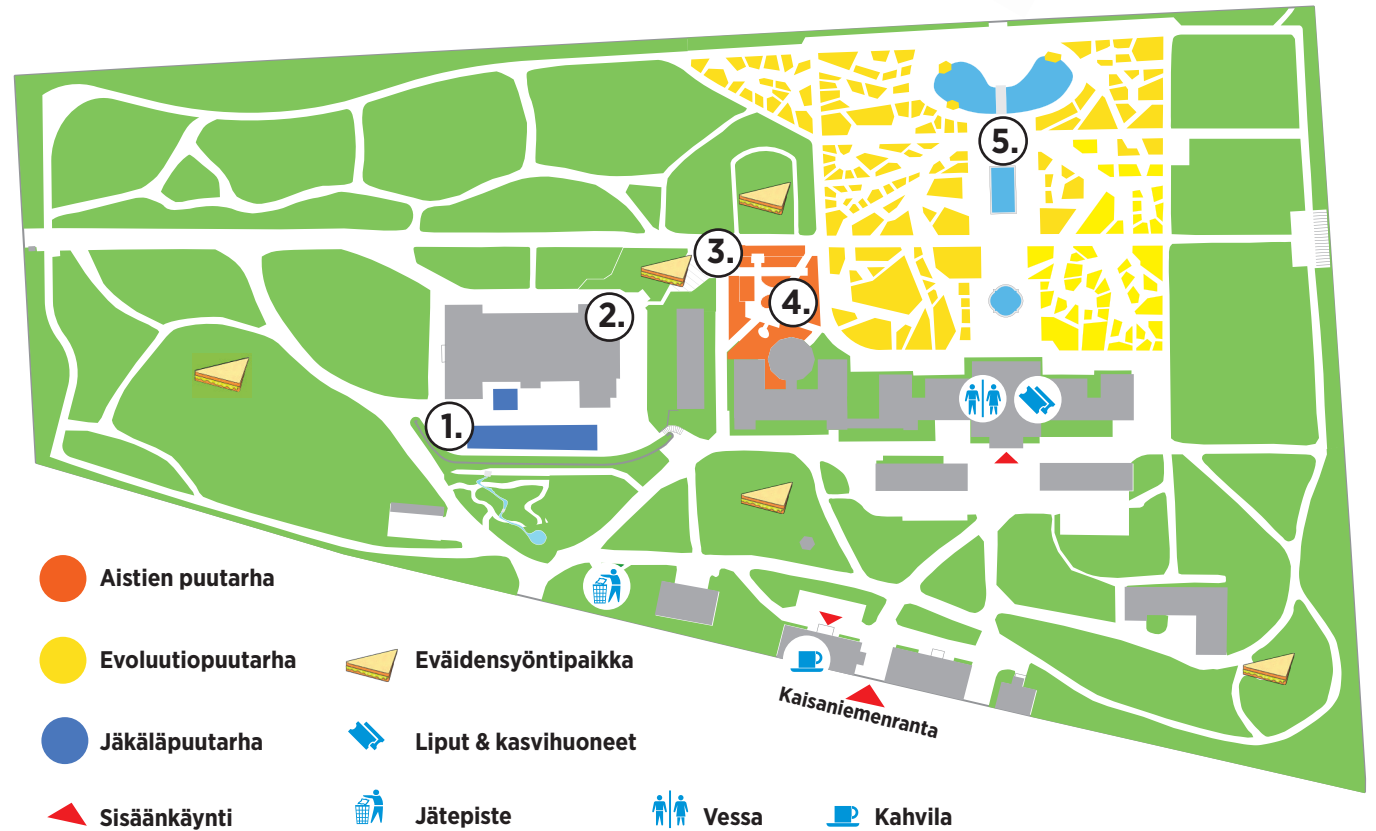 5.
3.
4.
2.
1.
Aistien puutarha
Evoluutiopuutarha
Eväidensyöntipaikka
Kaisaniemenranta
Jäkäläpuutarha
Liput & kasvihuoneet
Sisäänkäynti
Jätepiste
Vessa
Kahvila